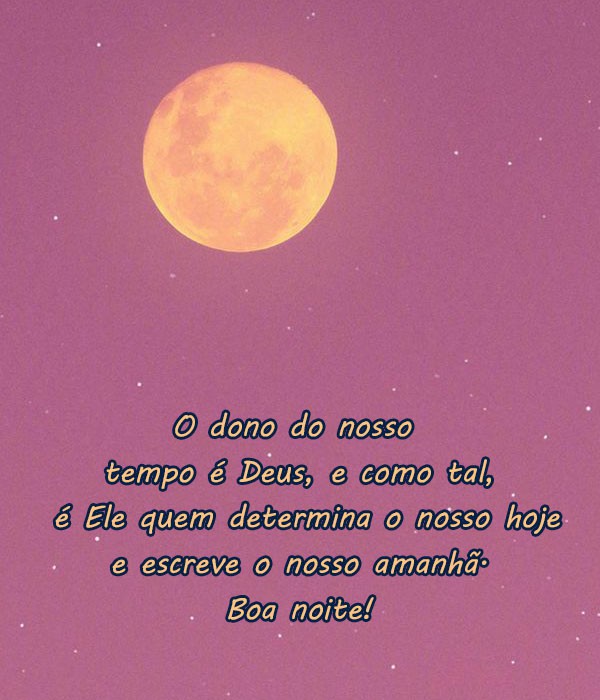 O dono do nosso
tempo é Deus, e como tal,
é Ele quem determina o nosso hoje
e escreve o nosso amanhã.
Boa noite!